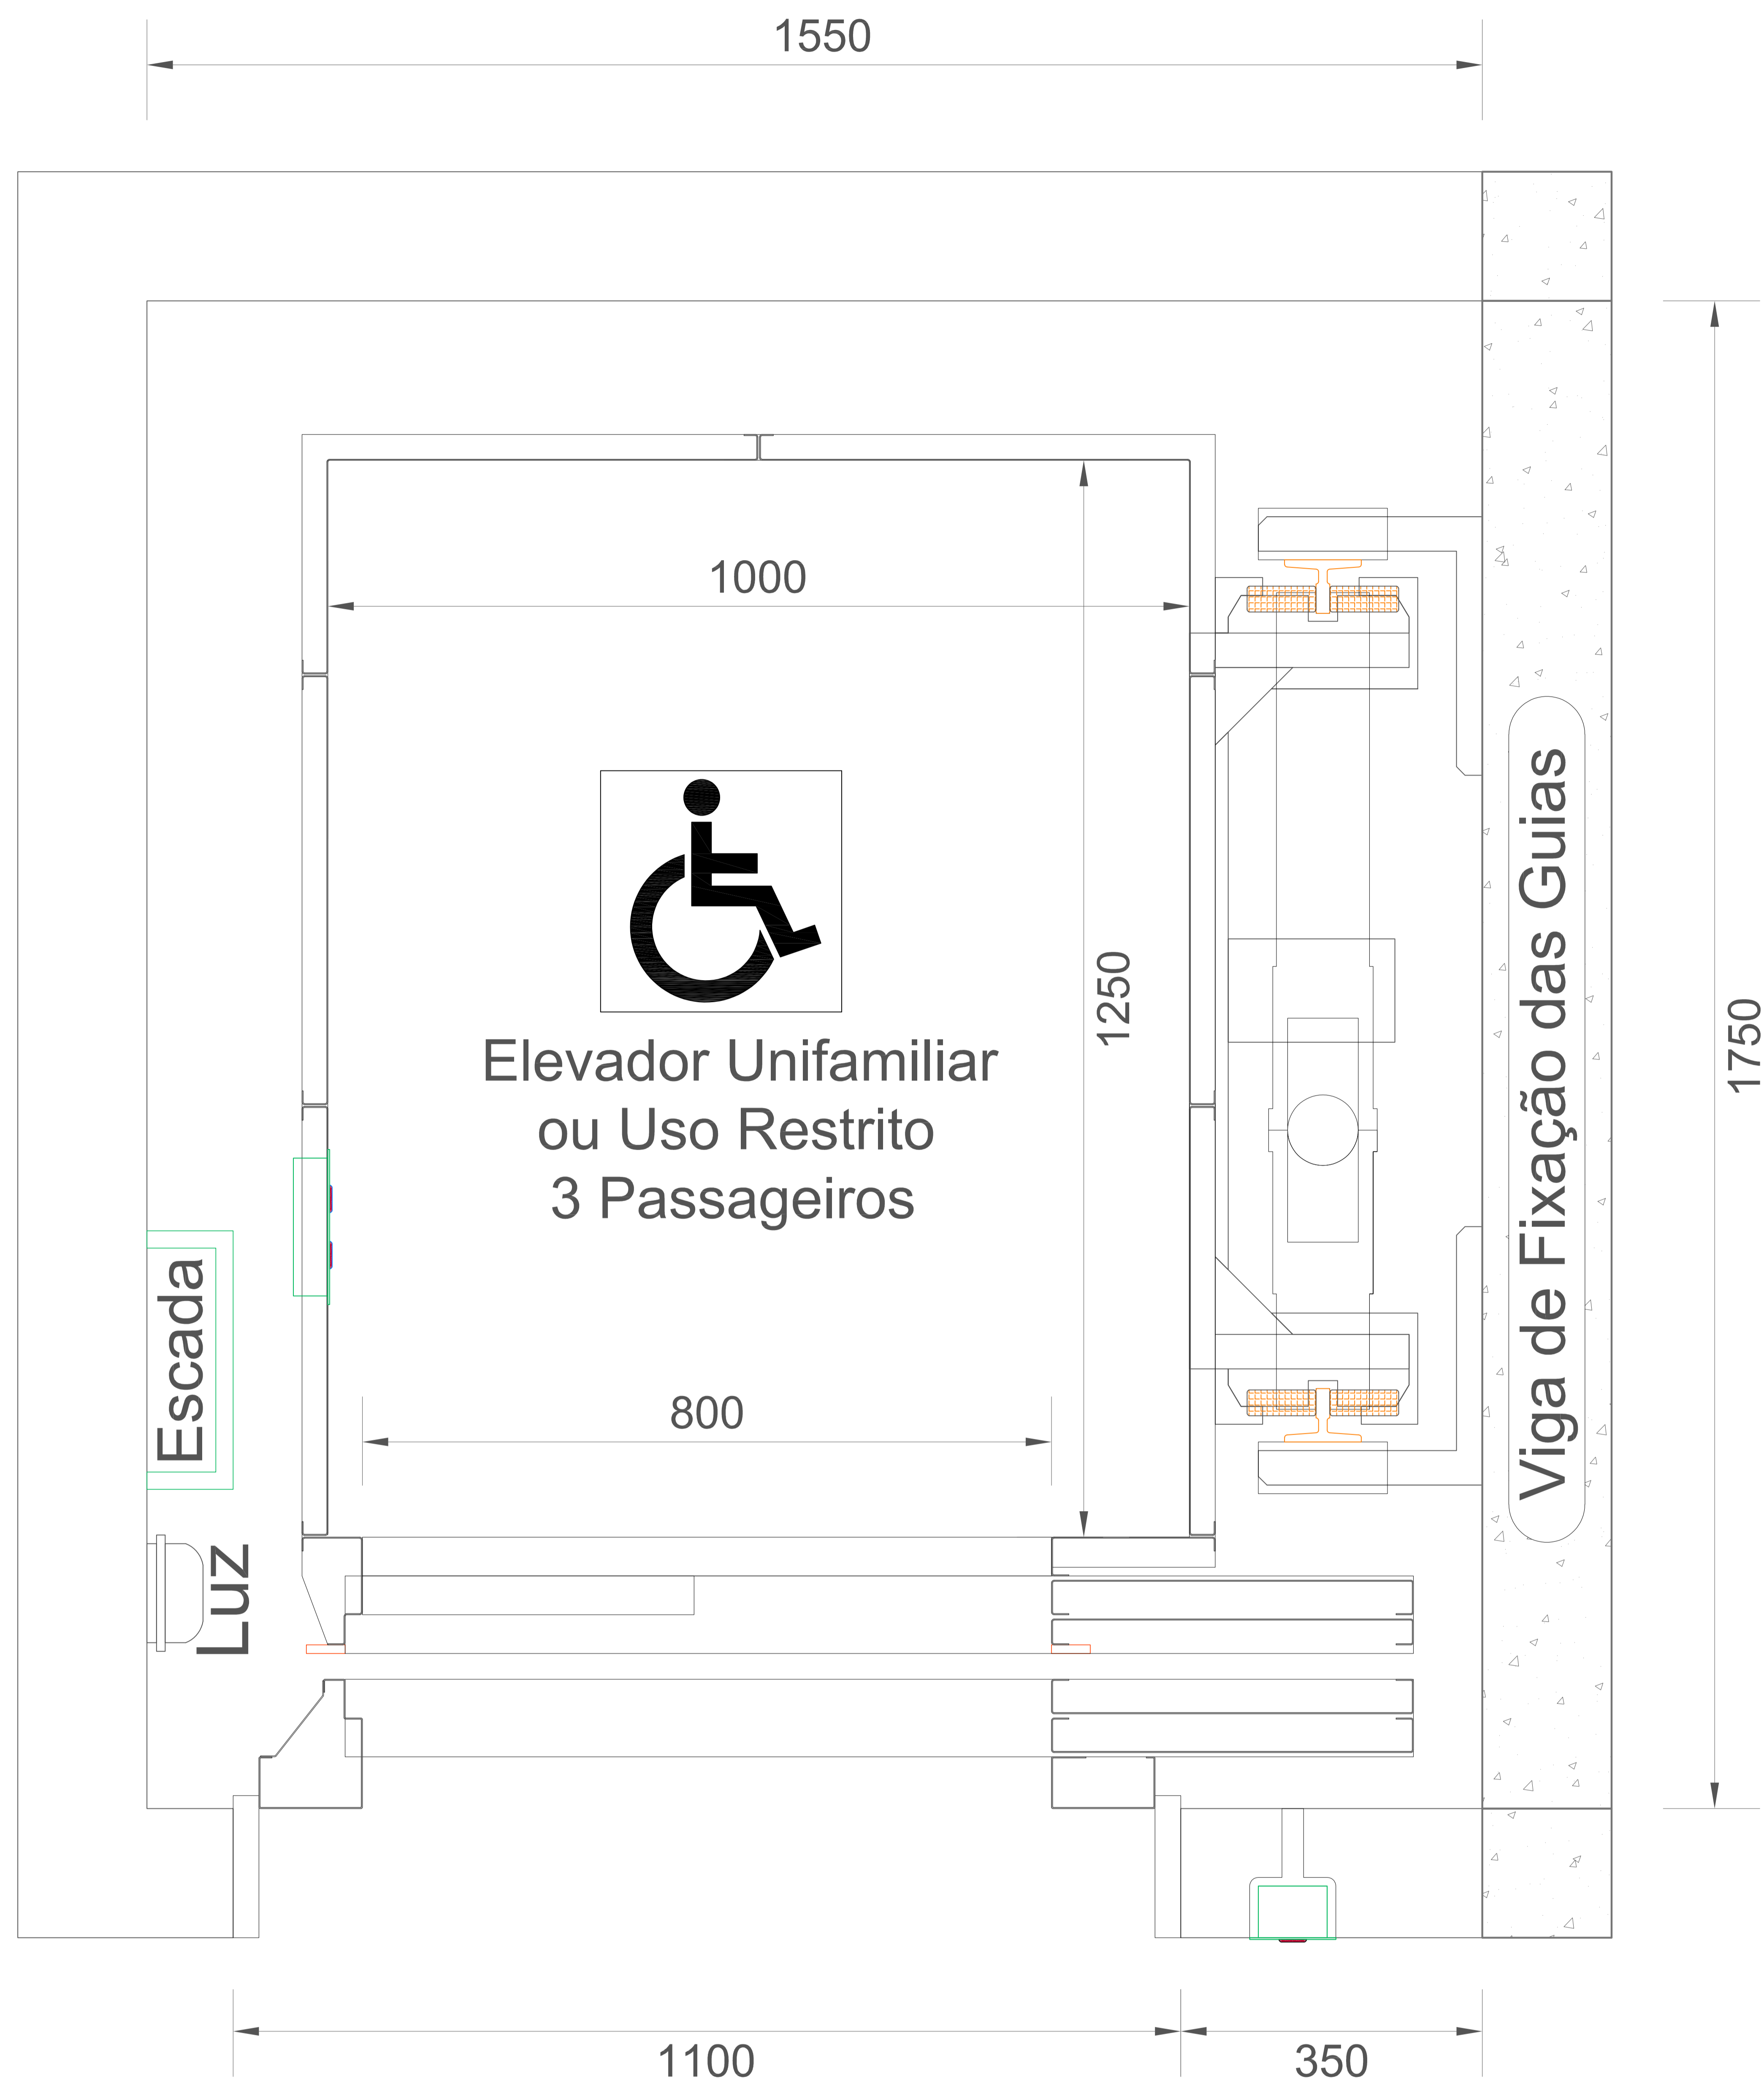 1550
1000
1250
Elevador Unifamiliar
ou Uso Restrito
3 Passageiros
Viga de Fixação das Guias
1750
Escada
800
Luz
1100
350